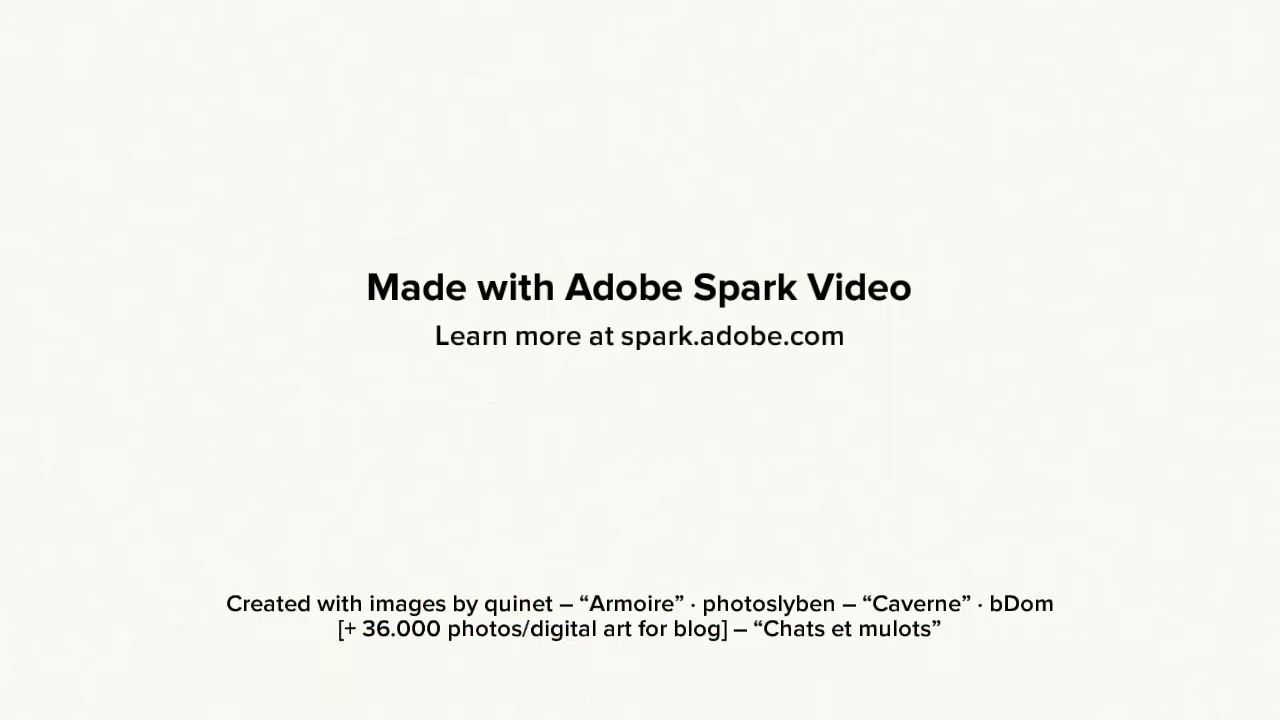 Made with Adobe Spark Video
Learn more at spark.adobe.com
Created with images by quinet – “Armoire” · photoslyben – “Caverne” · bDom
[+ 36.000 photos/digital art for blog] – “Chats et mulots”